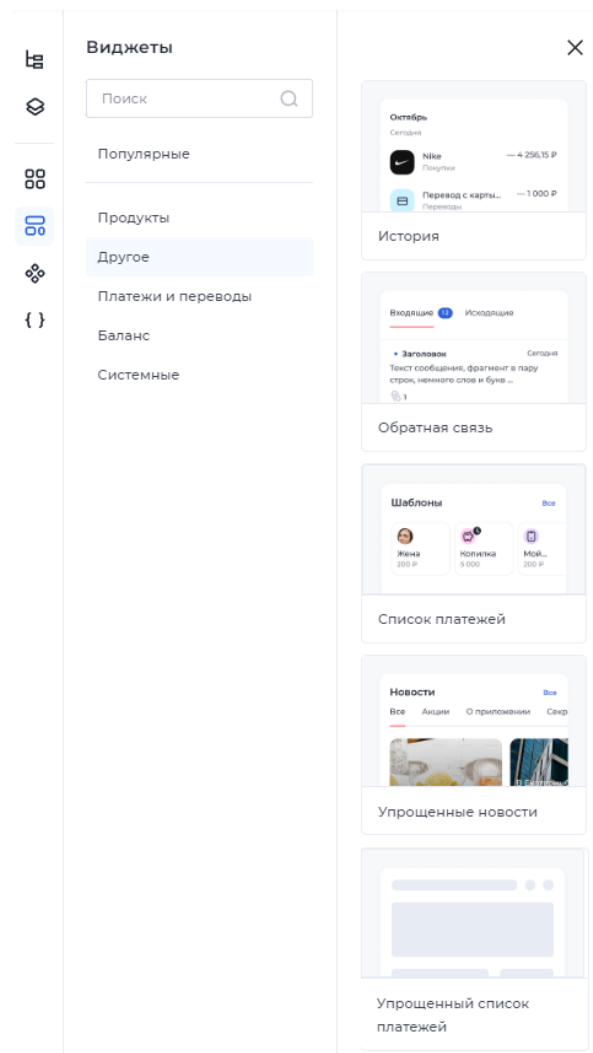 Виджеты
Поиск
Популярные
Продукты
Другое
Платежи и переводы
Баланс
Системные
{ }
Октябрь
Сегодня
Nike — 4 256,15 ₽
Покупки
Перевод с карты... — 1 000 ₽
Переводы
История
Входящие 12 Исходящие
Заголовок Сегодня
Текст сообщения, фрагмент в пару
строк, немного слов и букв ...
3
Обратная связь
Шаблоны Все
Жена Копилка Мой...
200 ₽ 5 000 200 ₽
Список платежей
Новости Все
Все Акции О приложении Секр
В Екатеринб
Упрощенные новости
Упрощенный список
платежей